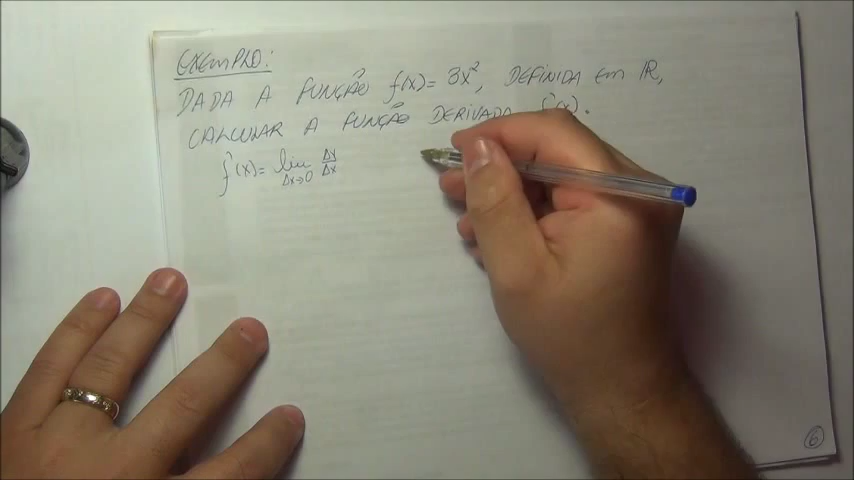 EXEMPLO:
DADA A FUNÇÃO f(x) = 3x², DEFINIDA EM ℝ,
CALCULAR A FUNÇÃO DERIVADA f'(x).
f'(x) = lim Δx→0 Δy/Δx
6